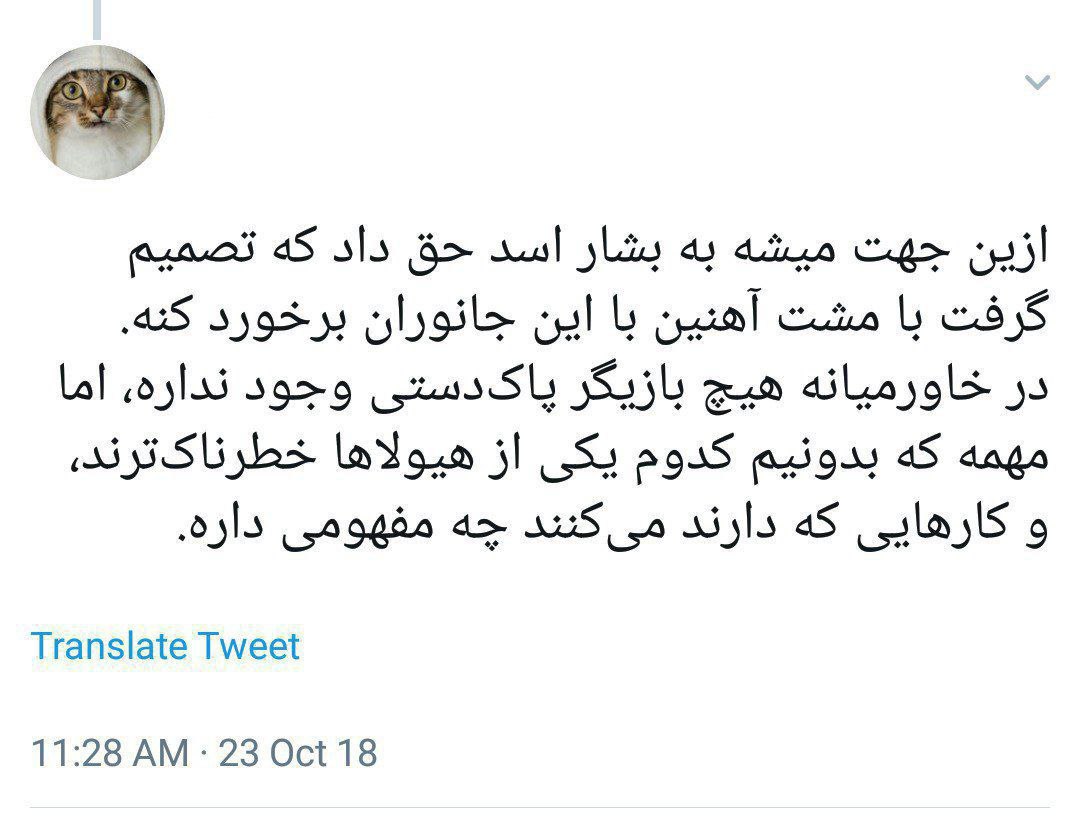 ازین جهت میشه به بشار اسد حق داد که تصمیم
گرفت با مشت آهنین با این جانوران برخورد کنه.
در خاورمیانه هیچ بازیگر پاک‌دستی وجود نداره، اما
مهمه که بدونیم کدوم یکی از هیولاها خطرناک‌ترند،
و کارهایی که دارند می‌کنند چه مفهومی داره.
Translate Tweet
11:28 AM · 23 Oct 18